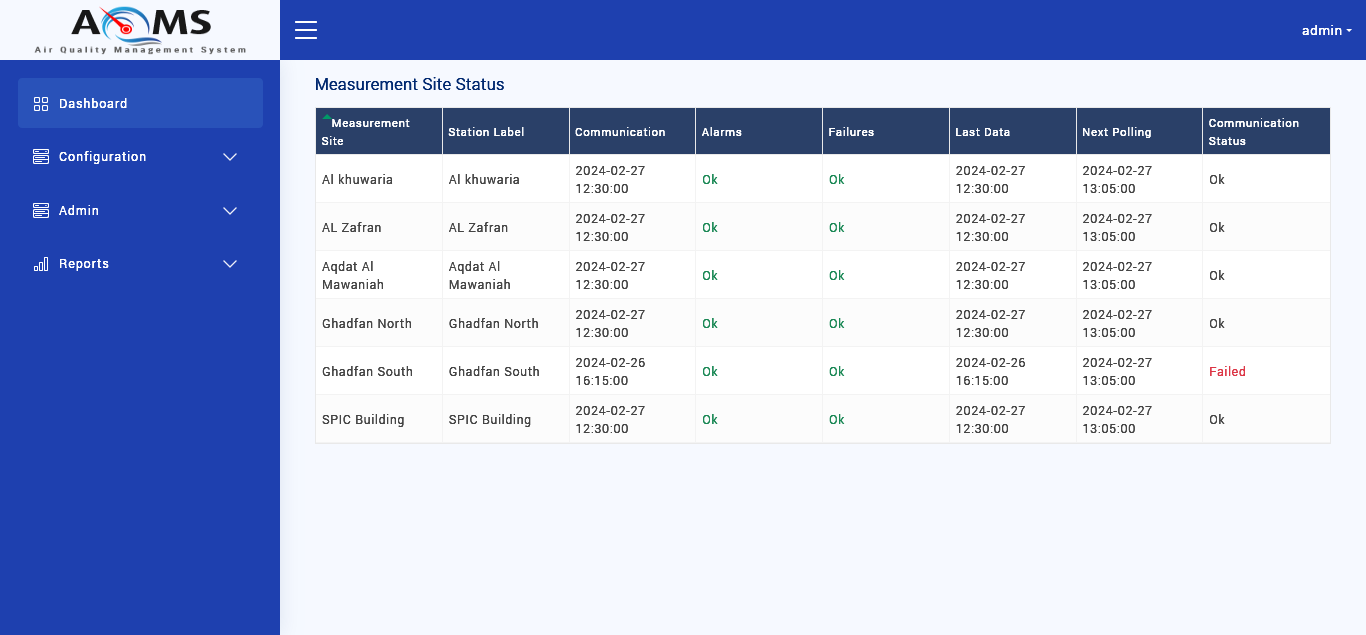 AQMS
Air Quality Management System
admin
Dashboard
Configuration
Admin
Reports
Measurement Site Status
Measurement Site Station Label Communication Alarms Failures Last Data Next Polling Communication Status
Al khuwaria Al khuwaria 2024-02-27 12:30:00 Ok Ok 2024-02-27 12:30:00 2024-02-27 13:05:00 Ok
AL Zafran AL Zafran 2024-02-27 12:30:00 Ok Ok 2024-02-27 12:30:00 2024-02-27 13:05:00 Ok
Aqdat Al Mawaniah Aqdat Al Mawaniah 2024-02-27 12:30:00 Ok Ok 2024-02-27 12:30:00 2024-02-27 13:05:00 Ok
Ghadfan North Ghadfan North 2024-02-27 12:30:00 Ok Ok 2024-02-27 12:30:00 2024-02-27 13:05:00 Ok
Ghadfan South Ghadfan South 2024-02-26 16:15:00 Ok Ok 2024-02-26 16:15:00 2024-02-27 13:05:00 Failed
SPIC Building SPIC Building 2024-02-27 12:30:00 Ok Ok 2024-02-27 12:30:00 2024-02-27 13:05:00 Ok